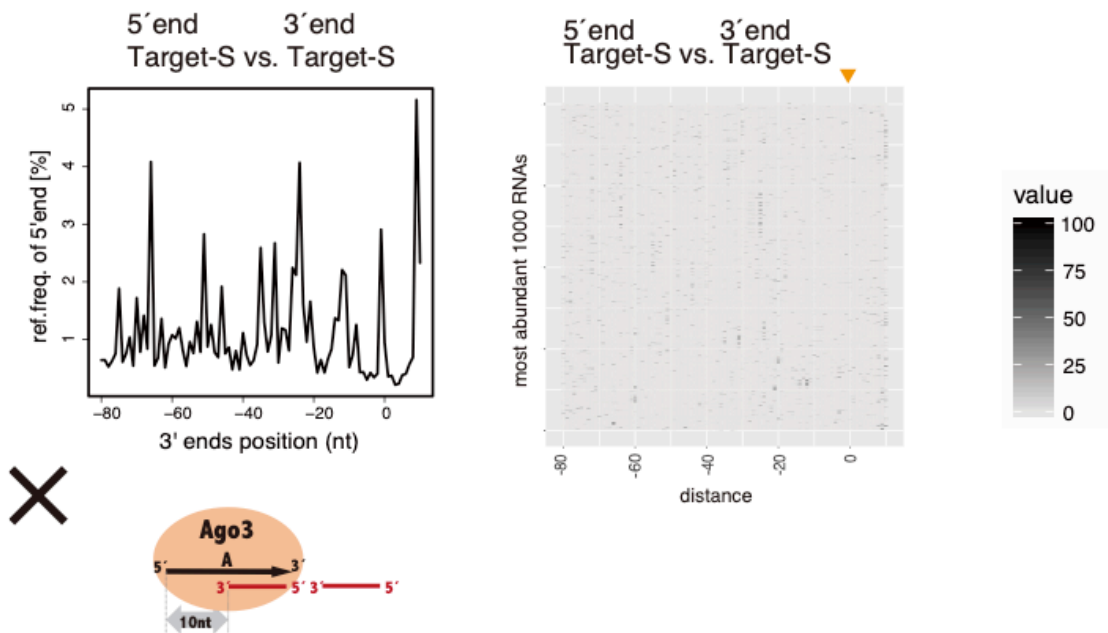 5´end 3´end
Target-S vs. Target-S
ref.freq. of 5'end [%]
5
4
3
2
1
−80 −60 −40 −20 0
3' ends position (nt)
5´end 3´end
Target-S vs. Target-S
most abundant 1000 RNAs
-80 -60 -40 -20 0
distance
value
100
75
50
25
0
Ago3
A
5´ 3´
3´ 5´ 3´ 5´
10nt